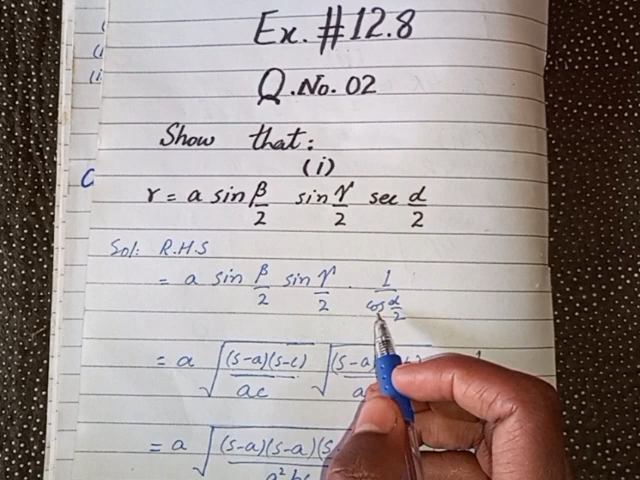 Ex. #12.8
Q.No. 02
Show that:
(i)
r = a sin β/2 sin γ/2 sec α/2
Sol: R.H.S
= a sin β/2 sin γ/2 . 1/cos α/2
= a √(s-a)(s-c)/ac √(s-a)
= a √(s-a)(s-a)(s